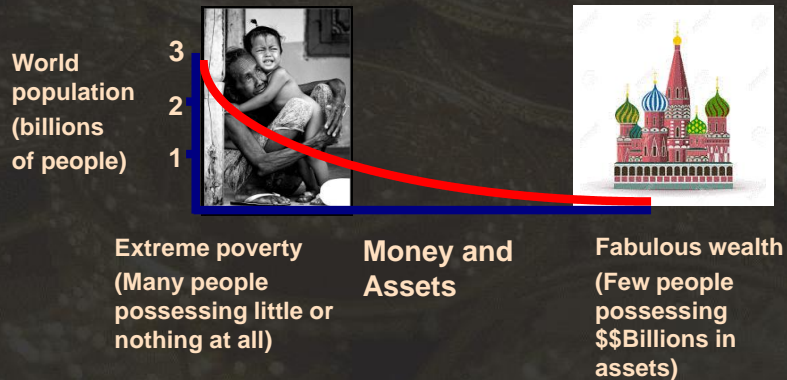 World
population
(billions
of people)
3
2
1
Extreme poverty
(Many people
possessing little or
nothing at all)
Money and
Assets
Fabulous wealth
(Few people
possessing
$$Billions in
assets)